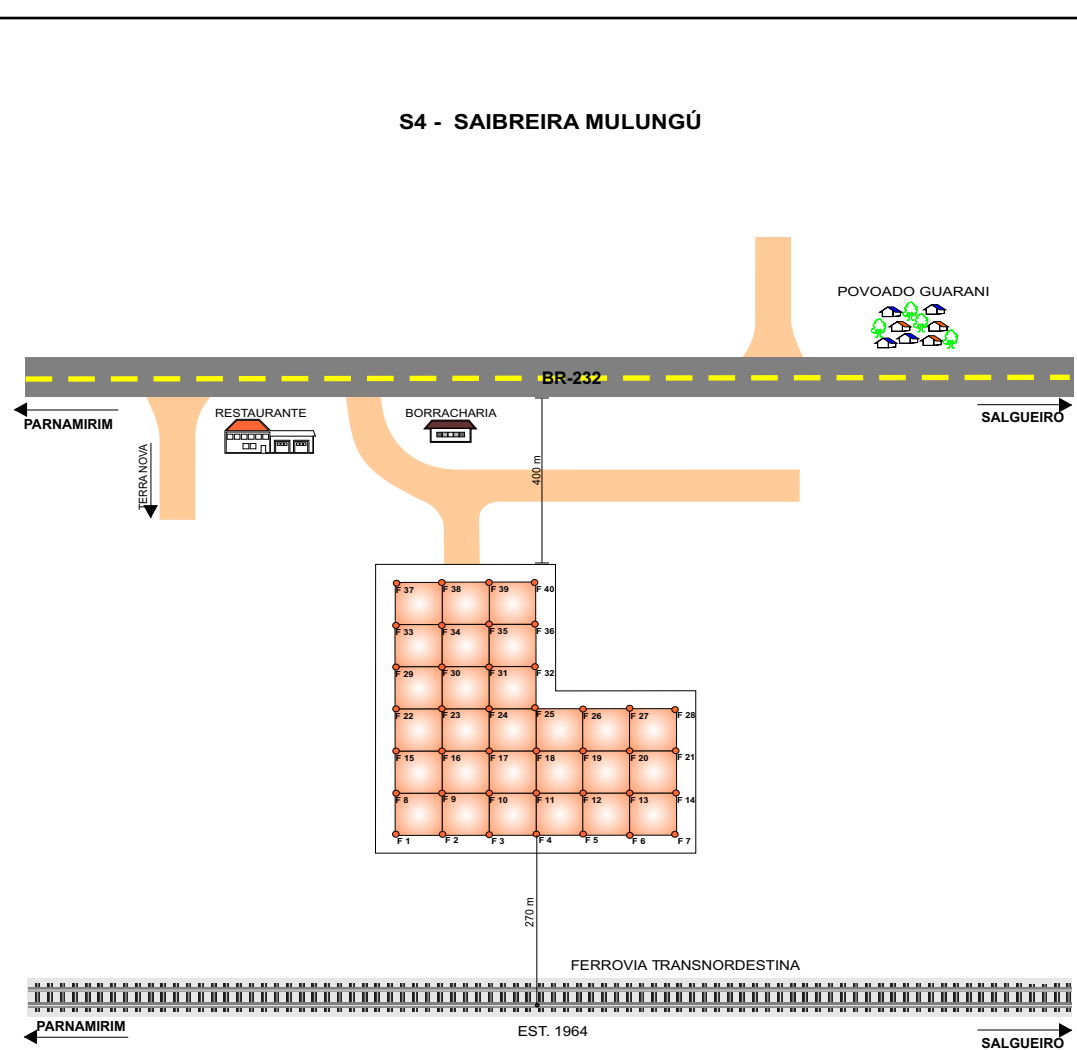 S4 - SAIBREIRA MULUNGÚ
POVOADO GUARANI
BR-232
PARNAMIRIM
RESTAURANTE
BORRACHARIA
SALGUEIRO
TERRA NOVA
400 m
F 37 F 38 F 39 F 40
F 33 F 34 F 35 F 36
F 29 F 30 F 31 F 32
F 22 F 23 F 24 F 25 F 26 F 27 F 28
F 15 F 16 F 17 F 18 F 19 F 20 F 21
F 8 F 9 F 10 F 11 F 12 F 13 F 14
F 1 F 2 F 3 F 4 F 5 F 6 F 7
270 m
FERROVIA TRANSNORDESTINA
PARNAMIRIM
EST. 1964
SALGUEIRO